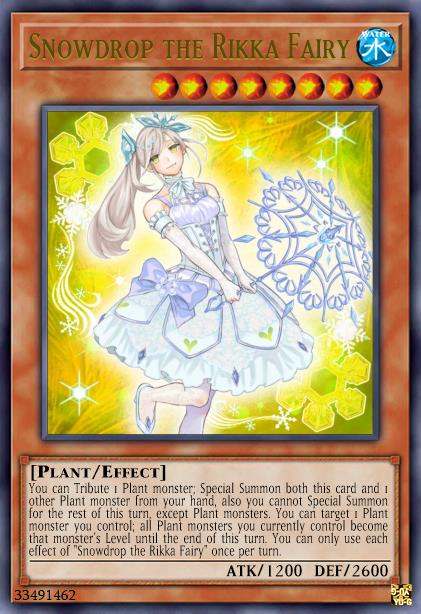 Snowdrop the Rikka Fairy
WATER
水
[Plant/Effect]
You can Tribute 1 Plant monster; Special Summon both this card and 1
other Plant monster from your hand, also you cannot Special Summon
for the rest of this turn, except Plant monsters. You can target 1 Plant
monster you control; all Plant monsters you currently control become
that monster's Level until the end of this turn. You can only use each
effect of "Snowdrop the Rikka Fairy" once per turn.
ATK/1200 DEF/2600
33491462